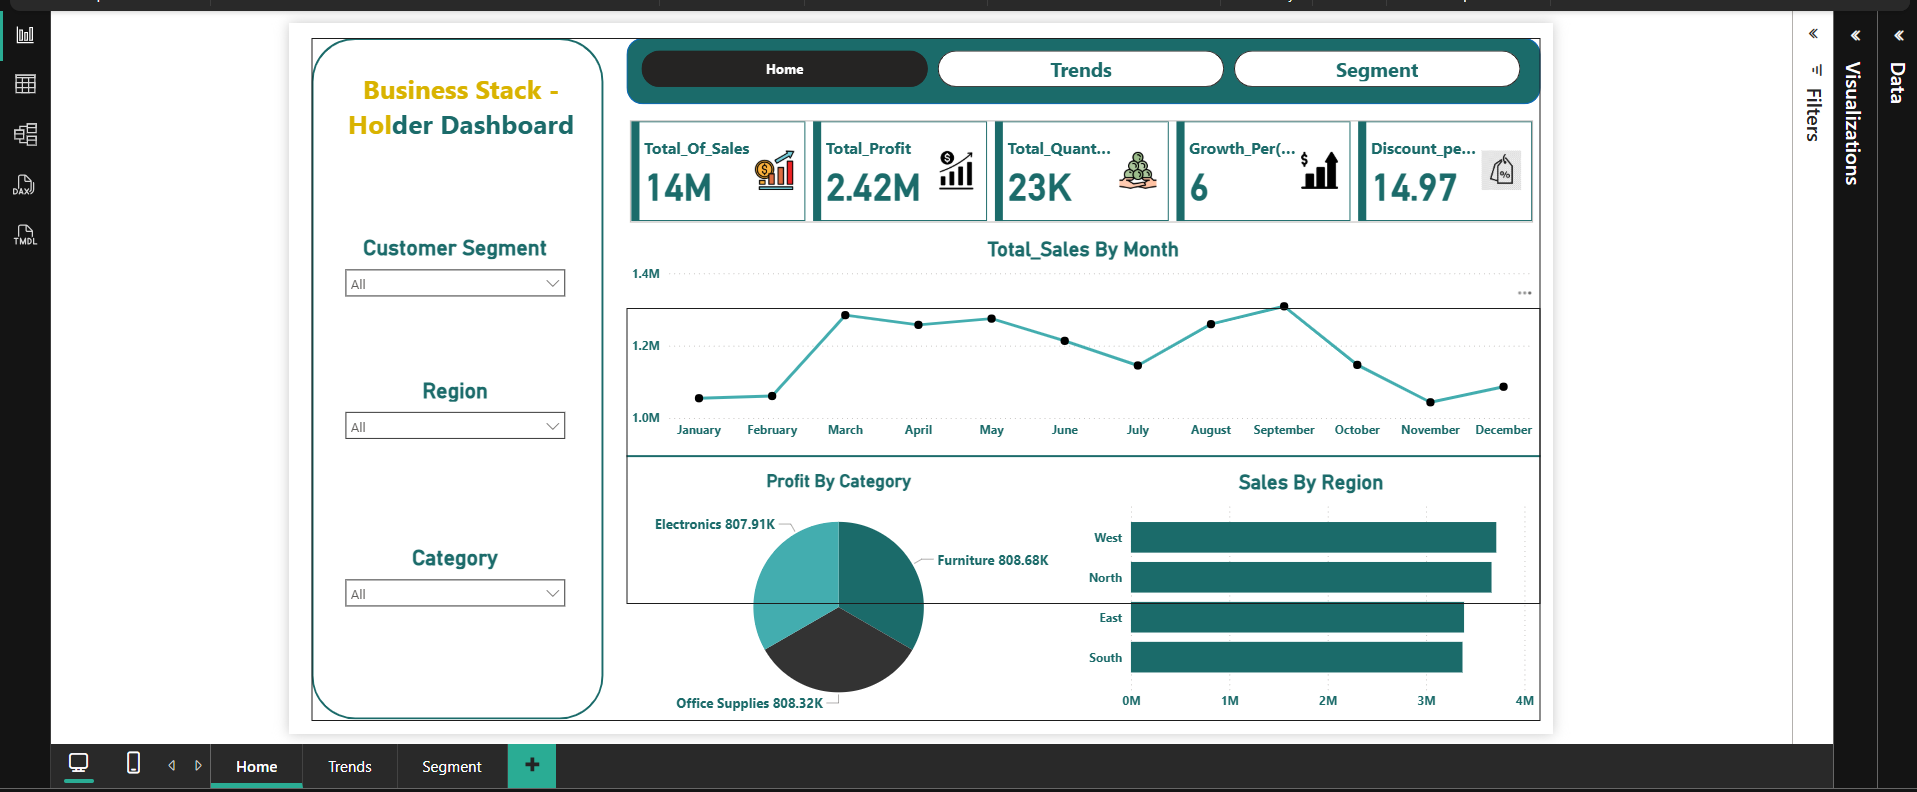 Business Stack -
Holder Dashboard
Customer Segment
All
Region
All
Category
All
Home
Trends
Segment
Total_Of_Sales
14M
Total_Profit
2.42M
Total_Quant...
23K
Growth_Per(...
6
Discount_pe...
14.97
Total_Sales By Month
1.4M
1.2M
1.0M
January February March April May June July August September October November December
Profit By Category
Electronics 807.91K
Furniture 808.68K
Office Supplies 808.32K
Sales By Region
West
North
East
South
0M 1M 2M 3M 4M
Filters
Visualizations
Data
DAX
TMDL
Home
Trends
Segment